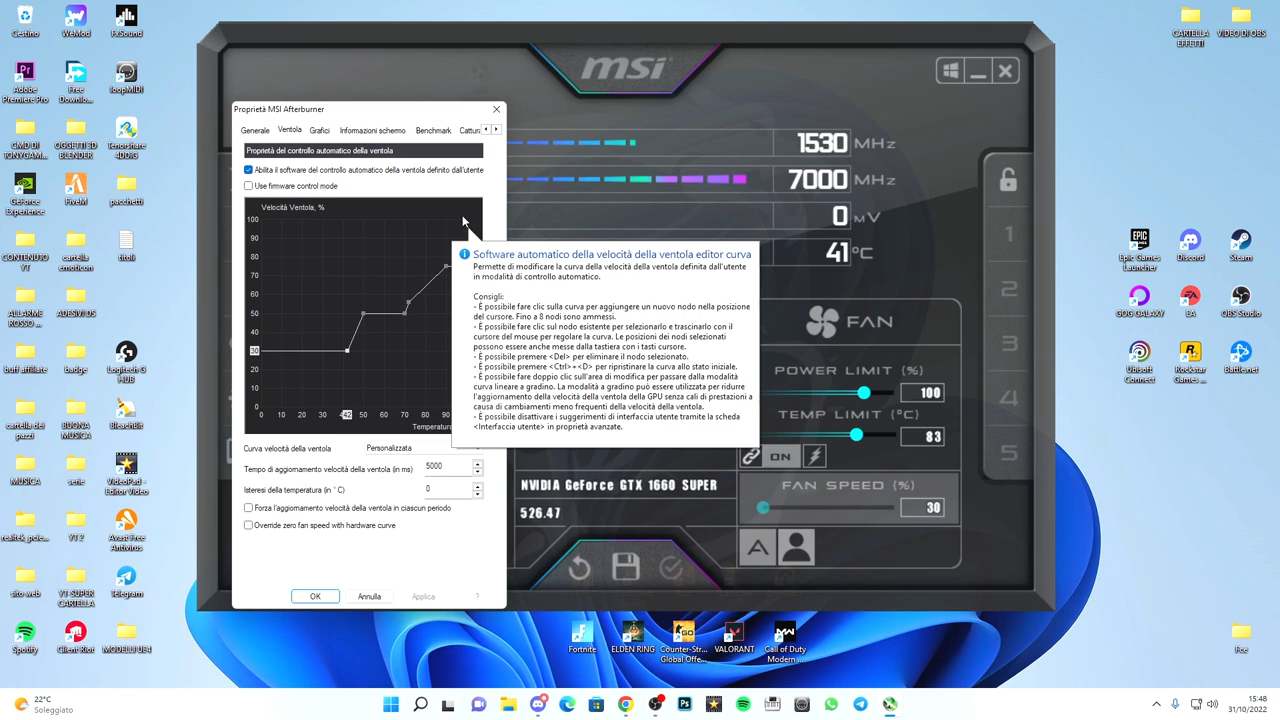 Cestino
WeMod
FxSound
Adobe
Premiere Pro
Free
Downlo...
loopMIDI
CMD DI
TONYGAM...
OGGETTI 3D
BLENDER
Tenorshare
4DDiG
GeForce
Experience
FiveM
pacchetti
CONTENUTO
YT
cartella
emoticon
titoli
ALLARME
ROSSO ...
ADESIVI DS
buff affiliate
badge
Logitech G
HUB
cartella dei
pazzi
BUONA
MUSICA
BleachBit
MUSICA
serie
VideoPad -
Editor Video
realtek_pcie...
YT 2
Avast Free
Antivirus
sito web
YT SUPER
CARTELLA
Telegram
Spotify
Client Riot
MODELLI UE4
Proprietà MSI Afterburner
Generale
Ventola
Grafici
Informazioni schermo
Benchmark
Cattura
Proprietà del controllo automatico della ventola
Abilita il software del controllo automatico della ventola definito dall'utente
Use firmware control mode
Velocità Ventola, %
100
90
80
70
60
50
40
30
20
10
0
0
10
20
30
42
50
60
70
80
90
Temperatura
Curva velocità della ventola
Personalizzata
Tempo di aggiornamento velocità della ventola (in ms)
5000
Isteresi della temperatura (in °C)
0
Forza l'aggiornamento della velocità della ventola in ciascun periodo
Override zero fan speed with hardware curve
OK
Annulla
Applica
?
Software automatico della velocità della ventola editor curva
Permette di modificare la curva della velocità della ventola definita dall'utente
in modalità di controllo automatico.
Consigli:
- È possibile fare clic sulla curva per aggiungere un nuovo nodo nella posizione
del cursore. Fino a 8 nodi sono ammessi.
- È possibile fare clic sul nodo esistente per selezionarlo e trascinarlo con il
cursore del mouse per regolare la curva. Le posizioni dei nodi selezionati
possono essere anche messe dalla tastiera con i tasti cursore.
- È possibile premere <Del> per eliminare il nodo selezionato.
- È possibile premere <Ctrl>+<D> per ripristinare la curva allo stato iniziale.
- È possibile fare doppio clic sull'area di modifica per passare dalla modalità
curva lineare a gradino. La modalità a gradino può essere utilizzata per ridurre
l'aggiornamento della velocità della ventola della GPU senza cali di prestazioni a
causa di cambiamenti meno frequenti della velocità della ventola.
- È possibile disattivare i suggerimenti di interfaccia utente tramite la scheda
<Interfaccia utente> in proprietà avanzate.
msi
1530 MHz
7000 MHz
0 mV
41 °C
FAN
POWER LIMIT (%)
100
TEMP LIMIT (°C)
83
ON
FAN SPEED (%)
30
A
NVIDIA GeForce GTX 1660 SUPER
526.47
1
2
3
4
5
CARTELLA
EFFETTI
VIDEO DI OBS
Epic Games
Launcher
Discord
Steam
GOG GALAXY
EA
OBS Studio
Ubisoft
Connect
Rockstar
Games ...
Battle.net
Fce
Fortnite
ELDEN RING
Counter-Str...
Global Offe...
VALORANT
Call of Duty
Modern ...
22°C
Soleggiato
15:48
31/10/2022